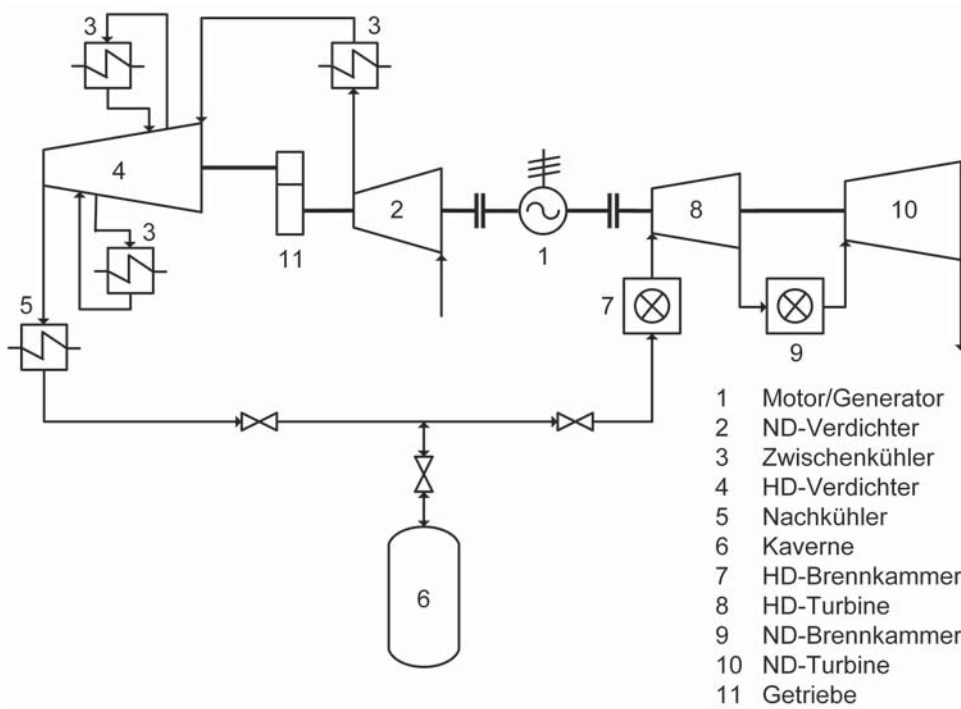 3
3
4
2
8
10
11
1
3
5
7
9
6
1 Motor/Generator
2 ND-Verdichter
3 Zwischenkühler
4 HD-Verdichter
5 Nachkühler
6 Kaverne
7 HD-Brennkammer
8 HD-Turbine
9 ND-Brennkammer
10 ND-Turbine
11 Getriebe